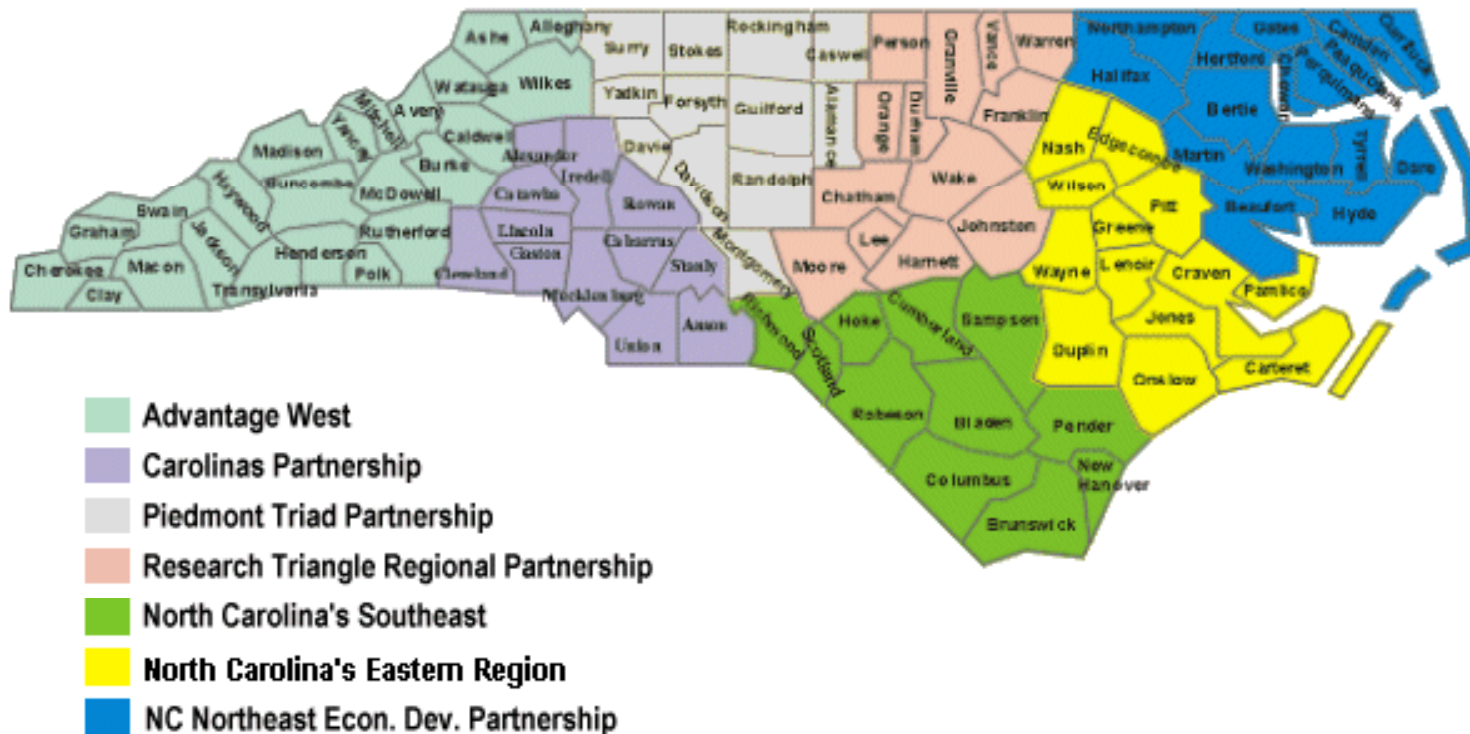 Ashe
Alleghany
Surry
Stokes
Rockingham
Caswell
Person
Granville
Vance
Warren
Northampton
Gates
Camden
Currituck
Hertford
Pasquotank
Perquimans
Chowan
Halifax
Watauga
Wilkes
Yadkin
Forsyth
Guilford
Alamance
Orange
Durham
Franklin
Bertie
Mitchell
Avery
Yancey
Caldwell
Alexander
Iredell
Davie
Davidson
Randolph
Nash
Edgecombe
Martin
Washington
Tyrrell
Dare
Madison
Burke
Buncombe
McDowell
Catawba
Rowan
Chatham
Wake
Wilson
Pitt
Beaufort
Hyde
Haywood
Swain
Graham
Jackson
Rutherford
Lincoln
Cabarrus
Stanly
Montgomery
Moore
Lee
Harnett
Johnston
Greene
Wayne
Lenoir
Craven
Pamlico
Cherokee
Macon
Henderson
Polk
Cleveland
Gaston
Clay
Transylvania
Mecklenburg
Union
Anson
Richmond
Scotland
Hoke
Cumberland
Sampson
Duplin
Jones
Onslow
Carteret
Robeson
Bladen
Pender
New
Hanover
Columbus
Brunswick
Advantage West
Carolinas Partnership
Piedmont Triad Partnership
Research Triangle Regional Partnership
North Carolina's Southeast
North Carolina's Eastern Region
NC Northeast Econ. Dev. Partnership